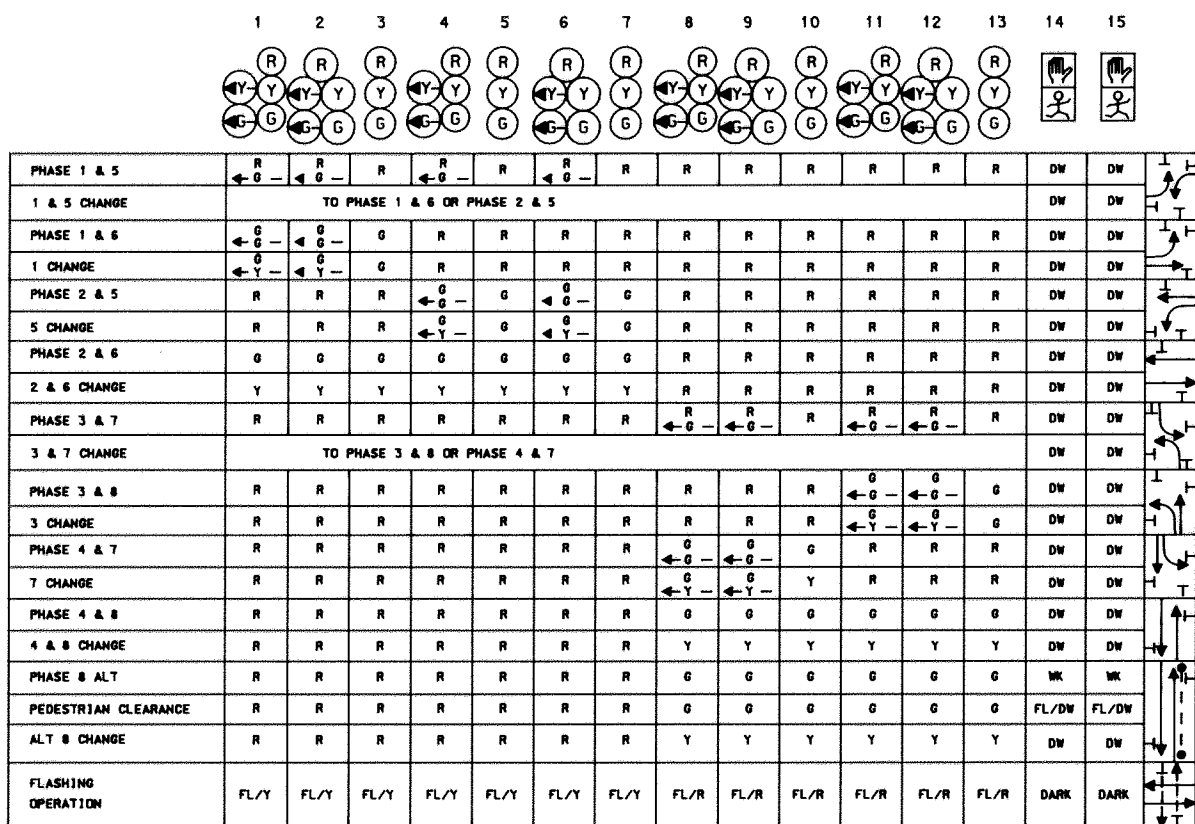 1 2 3 4 5 6 7 8 9 10 11 12 13 14 15
R R R R R R R R R R R R R
Y Y Y Y Y Y Y Y Y Y Y Y Y Y Y Y Y Y Y Y Y
G G G G G G G G G G G G G G G G G G G G G
PHASE 1 & 5 R R R R R R R R R R R R R DW DW
G G G G
1 & 5 CHANGE TO PHASE 1 & 6 OR PHASE 2 & 5 DW DW
PHASE 1 & 6 G G G R R R R R R R R R R DW DW
G G
1 CHANGE G G G R R R R R R R R R R DW DW
Y Y
PHASE 2 & 5 R R R G G G G R R R R R R DW DW
G G
5 CHANGE R R R G G G G R R R R R R DW DW
Y Y
PHASE 2 & 6 G G G G G G G R R R R R R DW DW
2 & 6 CHANGE Y Y Y Y Y Y Y R R R R R R DW DW
PHASE 3 & 7 R R R R R R R R R R R R R DW DW
G G G G
3 & 7 CHANGE TO PHASE 3 & 8 OR PHASE 4 & 7 DW DW
PHASE 3 & 8 R R R R R R R R R R G G G DW DW
G G
3 CHANGE R R R R R R R R R R G G G DW DW
Y Y
PHASE 4 & 7 R R R R R R R G G G R R R DW DW
G G
7 CHANGE R R R R R R R G G Y R R R DW DW
Y Y
PHASE 4 & 8 R R R R R R R G G G G G G DW DW
4 & 8 CHANGE R R R R R R R Y Y Y Y Y Y DW DW
PHASE 8 ALT R R R R R R R G G G G G G WK WK
PEDESTRIAN CLEARANCE R R R R R R R G G G G G G FL/DW FL/DW
ALT 8 CHANGE R R R R R R R Y Y Y Y Y Y DW DW
FLASHING
OPERATION FL/Y FL/Y FL/Y FL/Y FL/Y FL/Y FL/Y FL/R FL/R FL/R FL/R FL/R FL/R DARK DARK